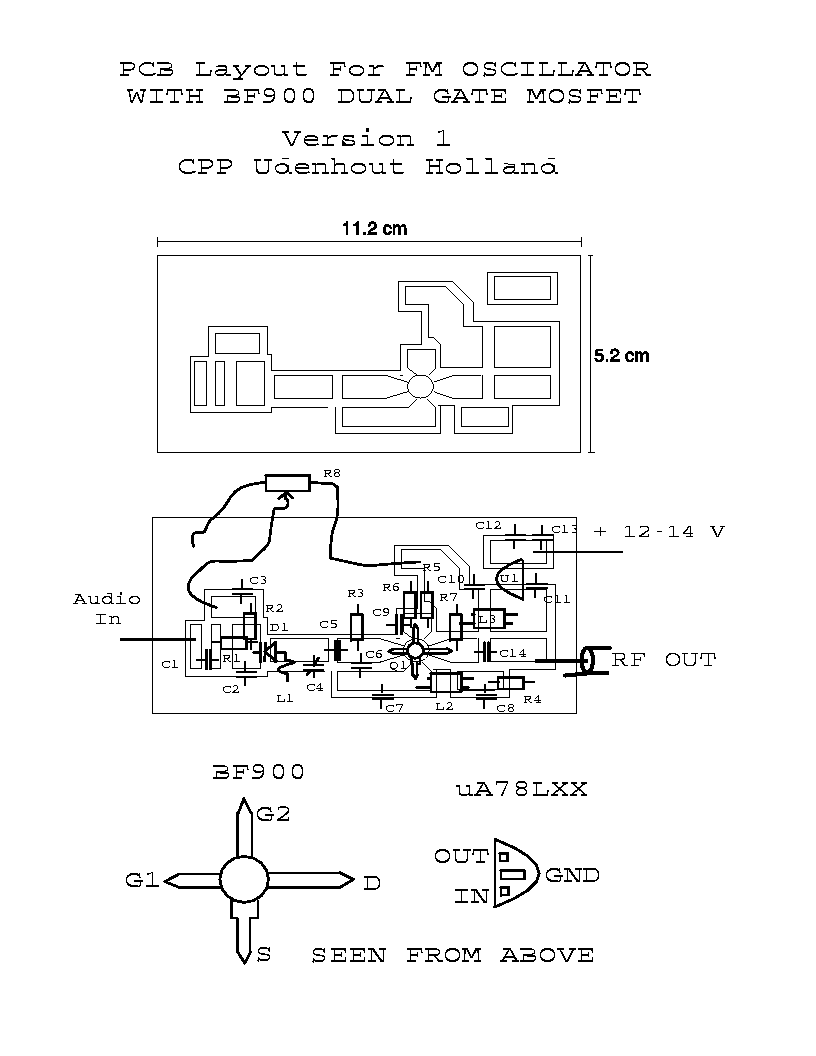 PCB Layout For FM OSCILLATOR
WITH BF900 DUAL GATE MOSFET
Version 1
CPP Udenhout Holland
11.2 cm
5.2 cm
R8
C12
C13
+ 12-14 V
R5
C10
U1
C3
R6
R3
R7
C11
Audio
In
R2
C9
L3
D1
C5
C1
R1
C6
Q1
C14
RF OUT
C2
L1
C4
C7
L2
C8
R4
BF900
uA78LXX
G2
OUT
G1
D
GND
IN
S
SEEN FROM ABOVE